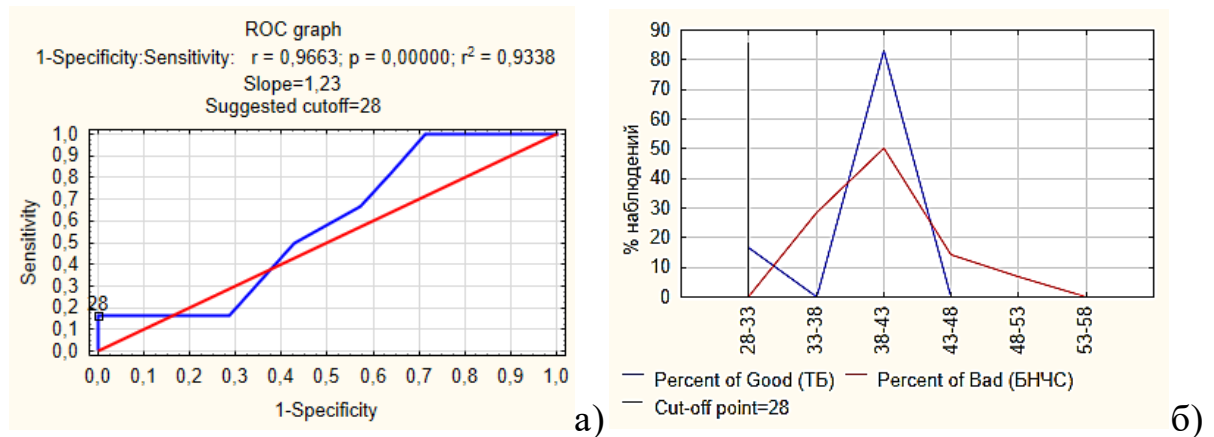 ROC graph
1-Specificity:Sensitivity: r = 0,9663; p = 0,00000; r² = 0,9338
Slope=1,23
Suggested cutoff=28
Sensitivity
1,0
0,9
0,8
0,7
0,6
0,5
0,4
0,3
0,2
0,1
0,0
28
0,0 0,1 0,2 0,3 0,4 0,5 0,6 0,7 0,8 0,9 1,0
1-Specificity
а)
% наблюдений
90
80
70
60
50
40
30
20
10
0
28-33
33-38
38-43
43-48
48-53
53-58
Percent of Good (ТБ) Percent of Bad (БНЧС)
Cut-off point=28
б)